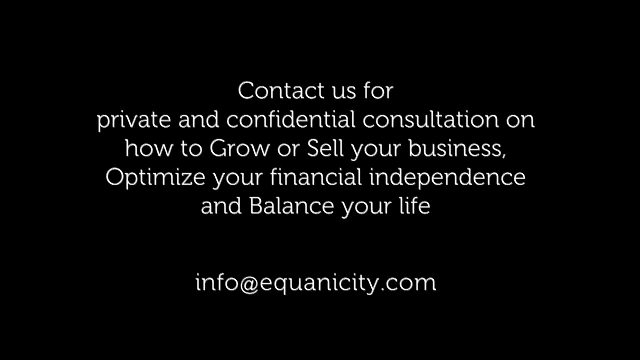 Contact us for
private and confidential consultation on
how to Grow or Sell your business,
Optimize your financial independence
and Balance your life
info@equanicity.com